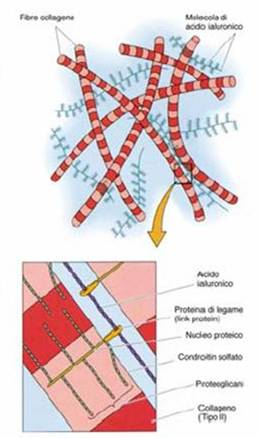 Fibre collagene
Molecola di
acido ialuronico
Acido
ialuronico
Proteina di legame
(link protein)
Nucleo proteico
Condroitin solfato
Proteoglicani
Collageno
(Tipo II)